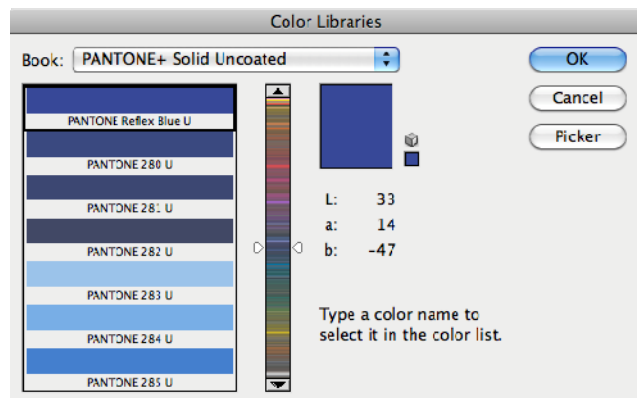 Color Libraries
Book: PANTONE+ Solid Uncoated
OK
Cancel
Picker
PANTONE Reflex Blue U
PANTONE 280 U
PANTONE 281 U
PANTONE 282 U
PANTONE 283 U
PANTONE 284 U
PANTONE 285 U
L: 33
a: 14
b: -47
Type a color name to
select it in the color list.